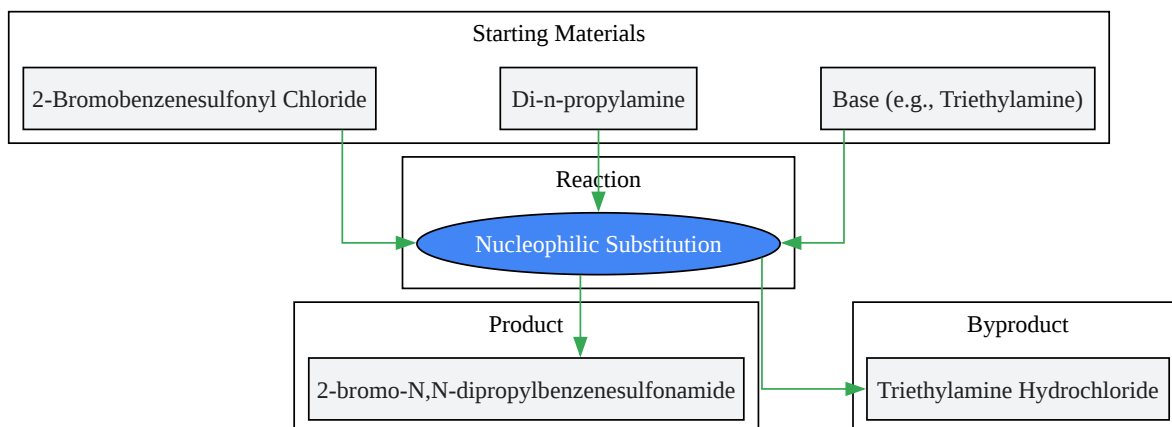 Starting Materials
2-Bromobenzenesulfonyl Chloride
Di-n-propylamine
Base (e.g., Triethylamine)
Reaction
Nucleophilic Substitution
Product
2-bromo-N,N-dipropylbenzenesulfonamide
Byproduct
Triethylamine Hydrochloride